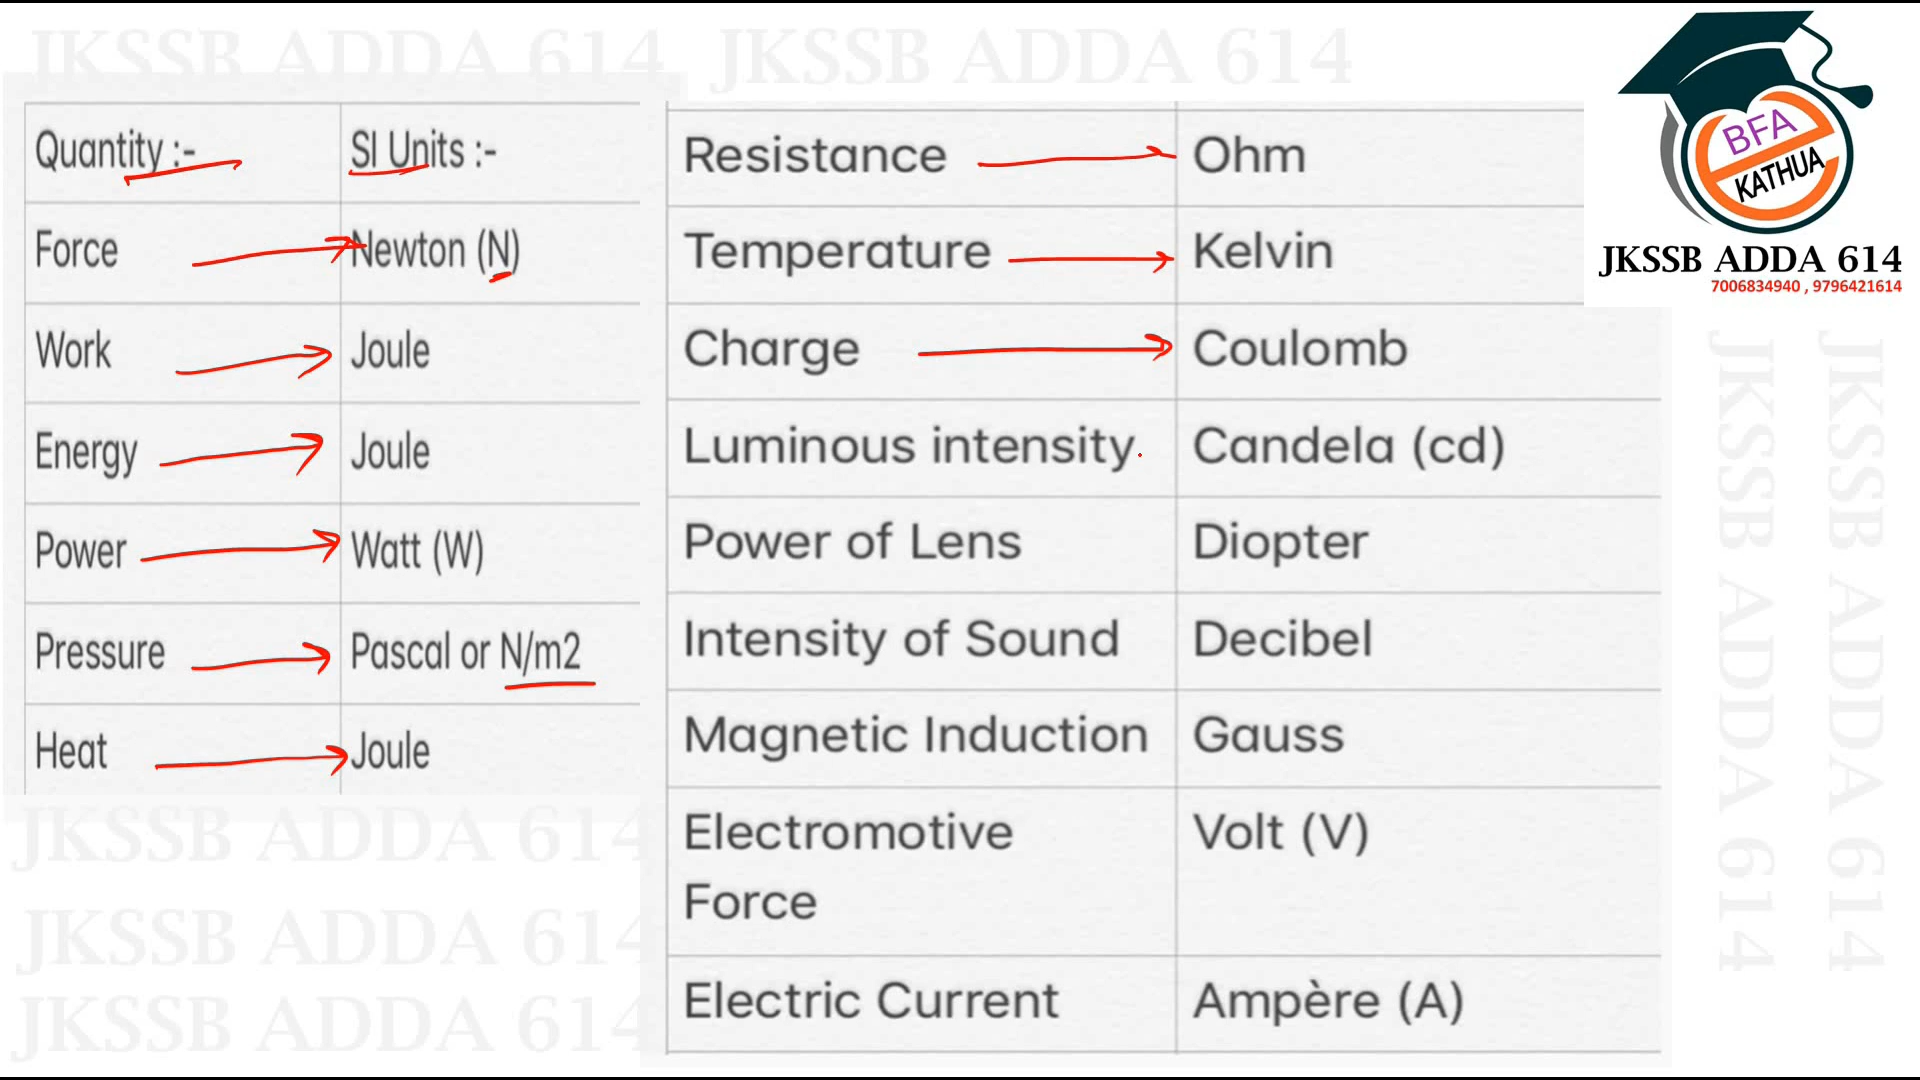 JKSSB ADDA 614 JKSSB ADDA 614
Quantity :- SI Units :-
Force Newton (N)
Work Joule
Energy Joule
Power Watt (W)
Pressure Pascal or N/m2
Heat Joule
Resistance Ohm
Temperature Kelvin
Charge Coulomb
Luminous intensity. Candela (cd)
Power of Lens Diopter
Intensity of Sound Decibel
Magnetic Induction Gauss
Electromotive Volt (V)
Force
Electric Current Ampère (A)
BFA
KATHUA
JKSSB ADDA 614
7006834940 , 9796421614
JKSSB ADDA 614
JKSSB ADDA 614
JKSSB ADDA 614
JKSSB ADDA 614
JKSSB ADDA 614